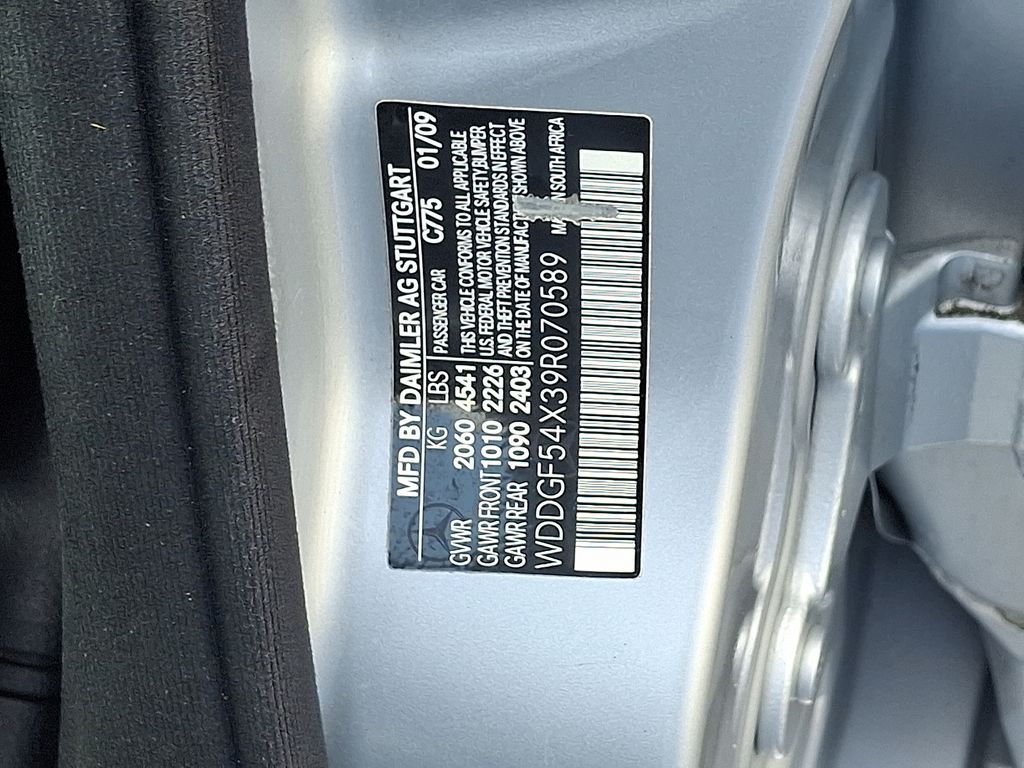 MFD BY DAIMLER AG STUTTGART
KG LBS PASSENGER CAR C775 01/09
GVWR 2060 4541 THIS VEHICLE CONFORMS TO ALL APPLICABLE
GAWR FRONT 1010 2226 U.S. FEDERAL MOTOR VEHICLE SAFETY, BUMPER
GAWR REAR 1090 2403 AND THEFT PREVENTION STANDARDS IN EFFECT
ON THE DATE OF SHOWN ABOVE
WDDGF54X39R070589 IN SOUTH AFRICA